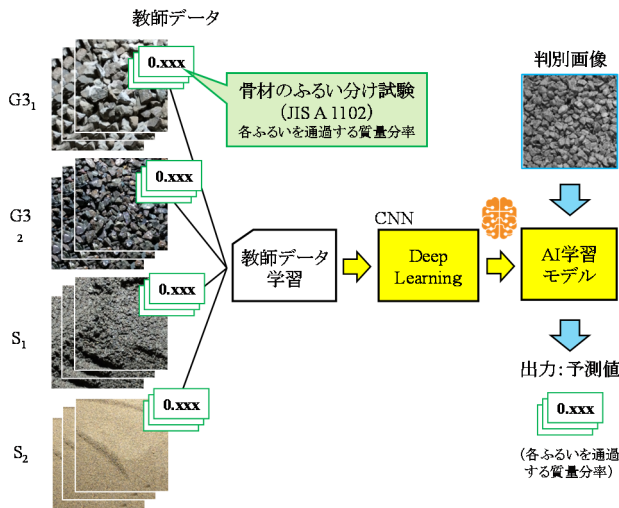 教師データ
G3₁
0.xxx
骨材のふるい分け試験
（JIS A 1102）
各ふるいを通過する質量分率
判別画像
G3
2
0.xxx
CNN
教師データ
学習
Deep
Learning
AI学習
モデル
S₁
0.xxx
出力：予測値
S₂
0.xxx
0.xxx
（各ふるいを通過
する質量分率）